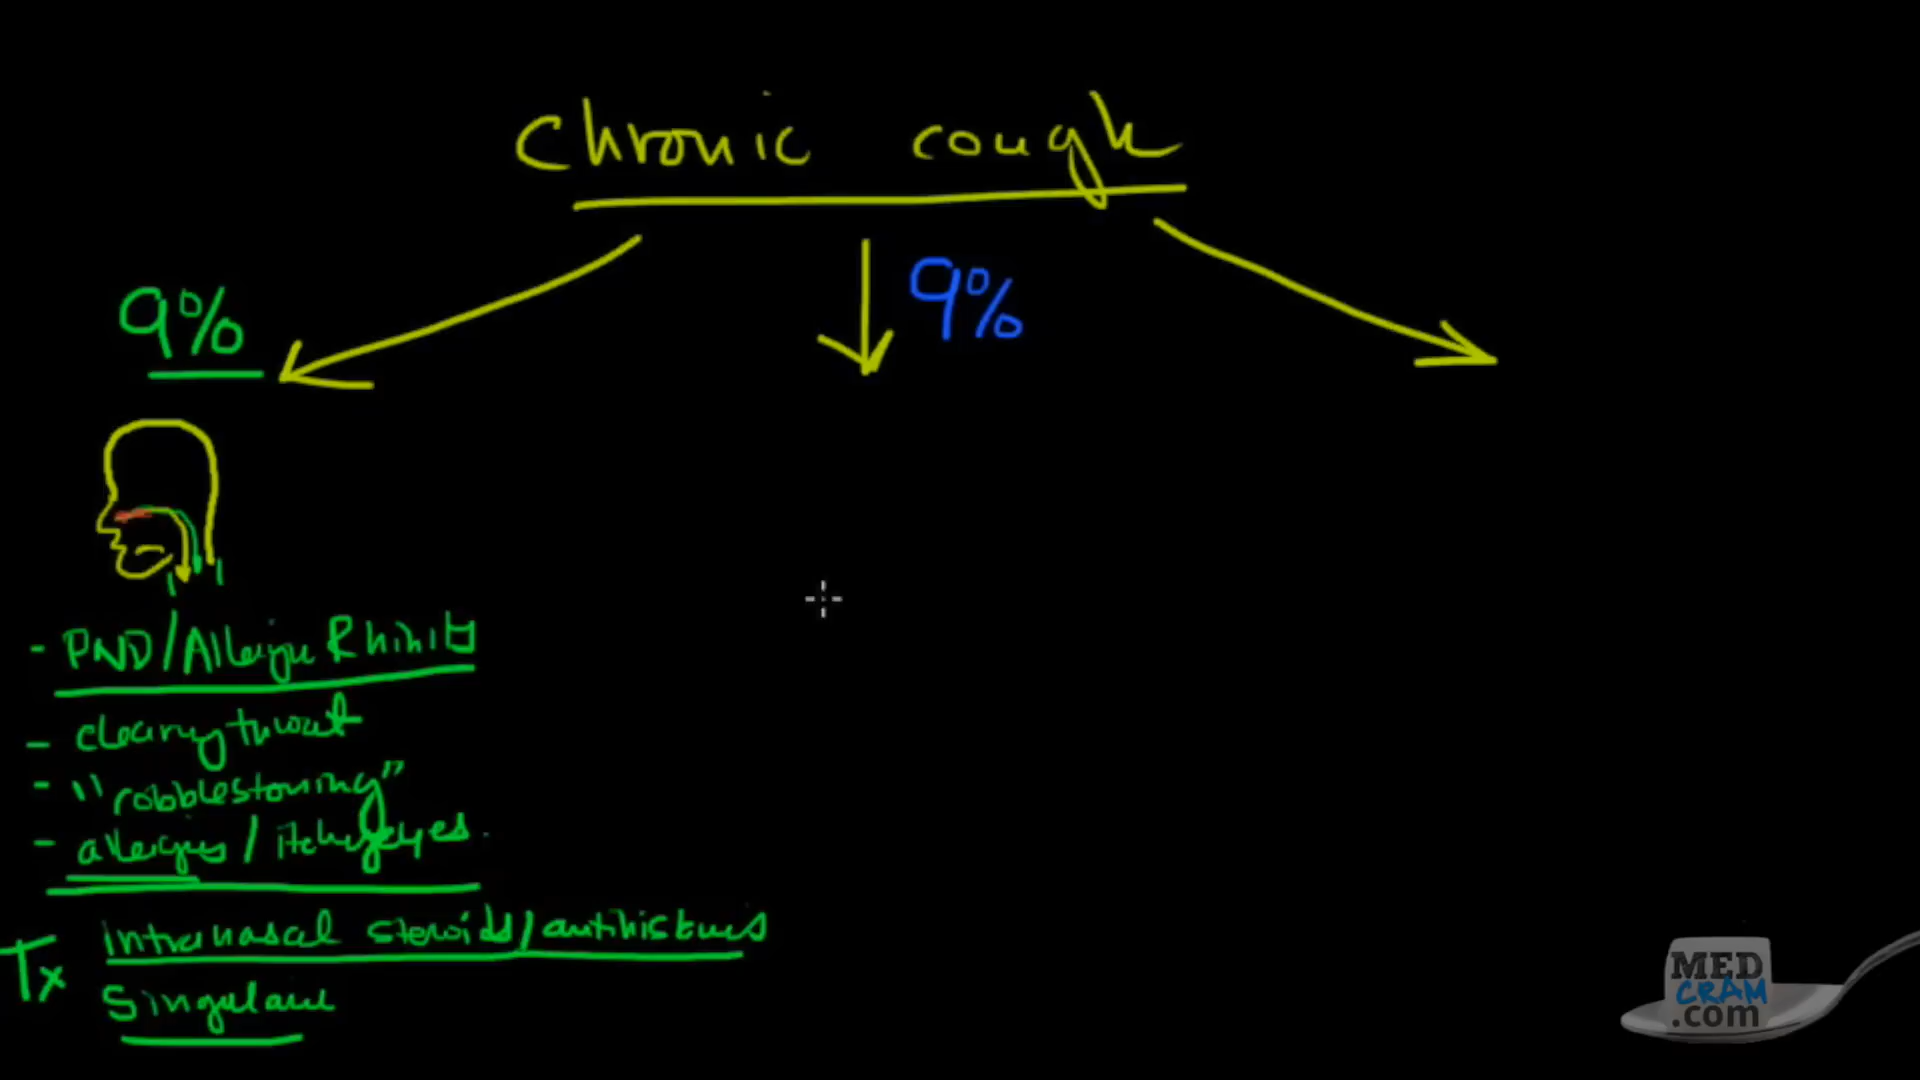 Chronic cough
9%
9%
- PND/Allergic Rhinitis
- clearing throat
- "cobblestoning"
- allergies / itchy eyes.
Tx intranasal steroids/antihistamines
Singulair
MED
CRAM
.com